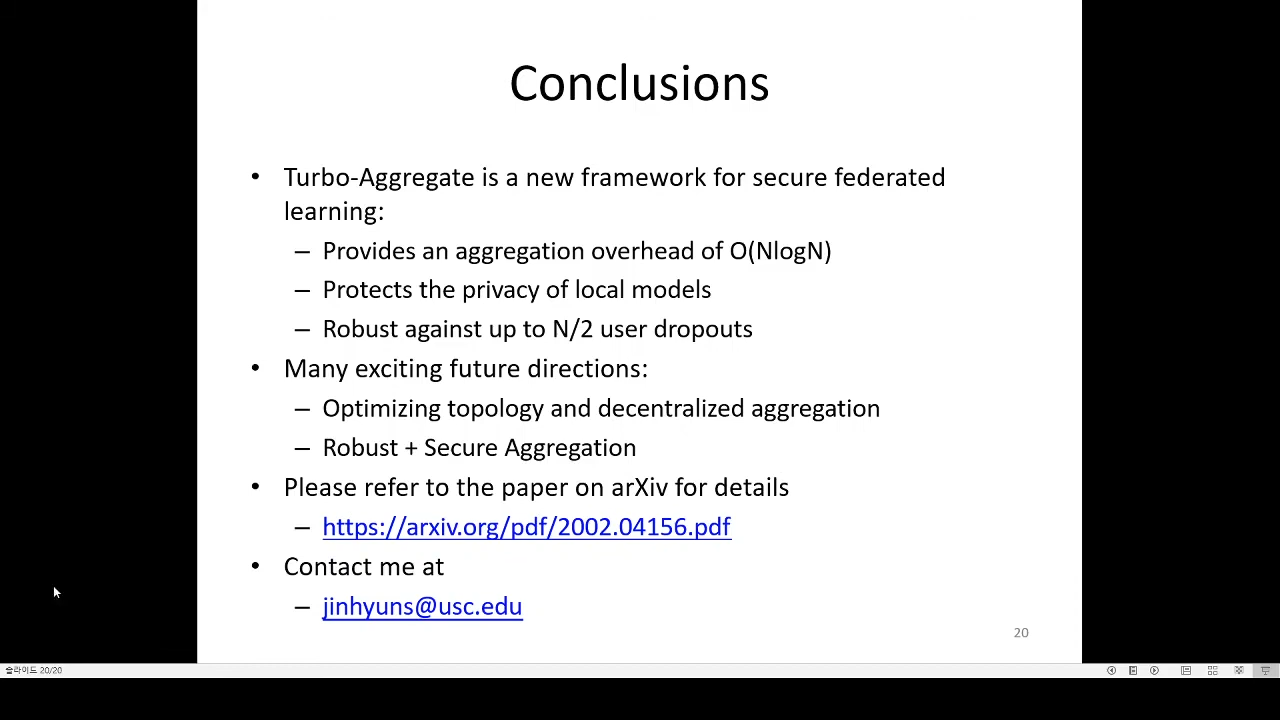 Conclusions
• Turbo-Aggregate is a new framework for secure federated
learning:
– Provides an aggregation overhead of O(NlogN)
– Protects the privacy of local models
– Robust against up to N/2 user dropouts
• Many exciting future directions:
– Optimizing topology and decentralized aggregation
– Robust + Secure Aggregation
• Please refer to the paper on arXiv for details
– https://arxiv.org/pdf/2002.04156.pdf
• Contact me at
– jinhyuns@usc.edu
20
슬라이드 20/20